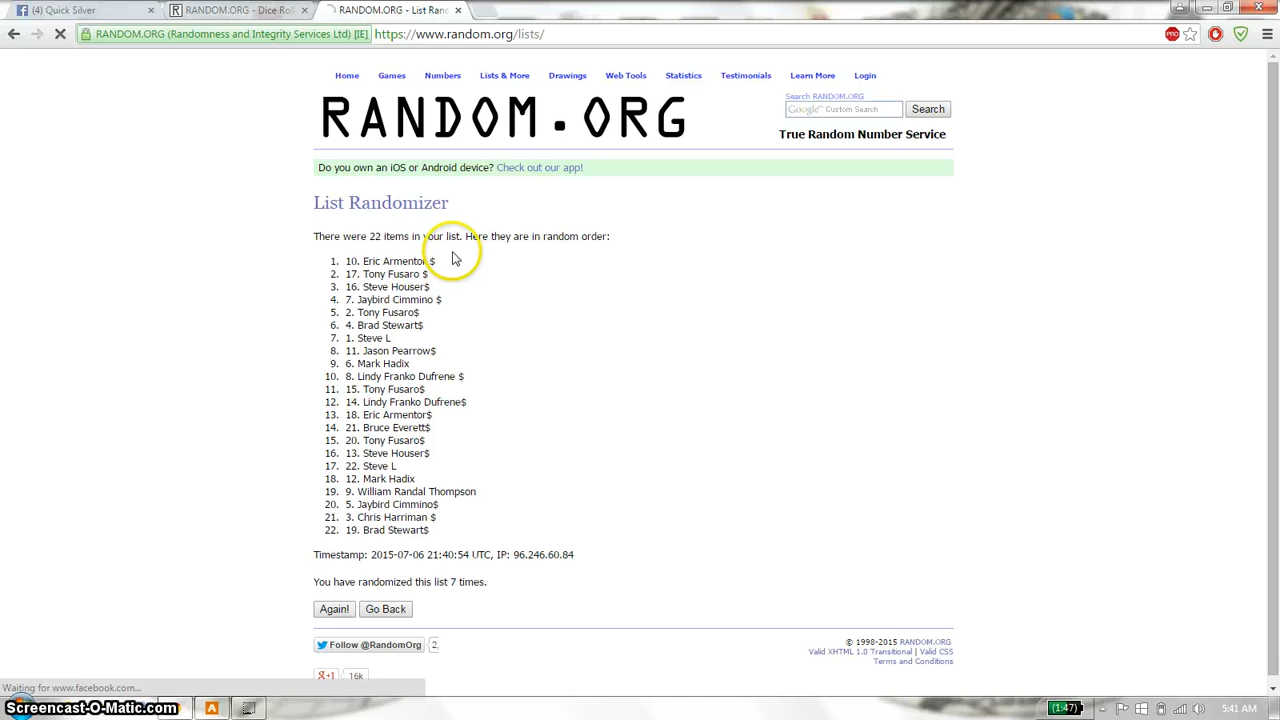 (4) Quick Silver
RANDOM.ORG - Dice Rol
RANDOM.ORG - List Ran
RANDOM.ORG (Randomness and Integrity Services Ltd) [IE] https://www.random.org/lists/
PRO
Home Games Numbers Lists & More Drawings Web Tools Statistics Testimonials Learn More Login
RANDOM.ORG
Search RANDOM.ORG
Google™ Custom Search Search
True Random Number Service
Do you own an iOS or Android device? Check out our app!
List Randomizer
There were 22 items in your list. Here they are in random order:
1. 10. Eric Armentor $
2. 17. Tony Fusaro $
3. 16. Steve Houser$
4. 7. Jaybird Cimmino $
5. 2. Tony Fusaro$
6. 4. Brad Stewart$
7. 1. Steve L
8. 11. Jason Pearrow$
9. 6. Mark Hadix
10. 8. Lindy Franko Dufrene $
11. 15. Tony Fusaro$
12. 14. Lindy Franko Dufrene$
13. 18. Eric Armentor$
14. 21. Bruce Everett$
15. 20. Tony Fusaro$
16. 13. Steve Houser$
17. 22. Steve L
18. 12. Mark Hadix
19. 9. William Randal Thompson
20. 5. Jaybird Cimmino$
21. 3. Chris Harriman $
22. 19. Brad Stewart$
Timestamp: 2015-07-06 21:40:54 UTC, IP: 96.246.60.84
You have randomized this list 7 times.
Again! Go Back
Follow @RandomOrg 2,
© 1998-2015 RANDOM.ORG
Valid XHTML 1.0 Transitional | Valid CSS
Terms and Conditions
g+1 16k
Waiting for www.facebook.com...
Screencast-O-Matic.com
(1:47) 5:41 AM